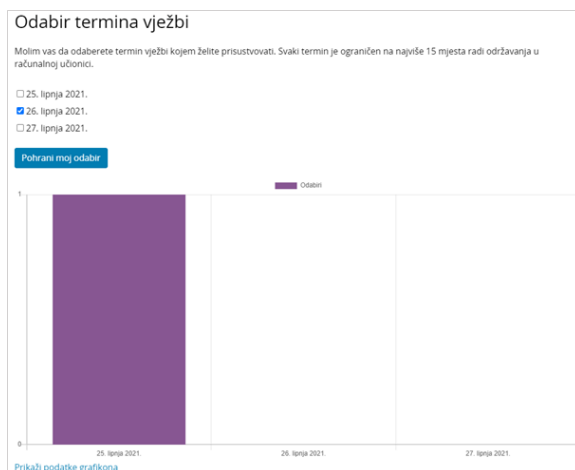 Odabir termina vježbi
Molim vas da odaberete termin vježbi kojem želite prisustvovati. Svaki termin je ograničen na najviše 15 mjesta radi održavanja u
računalnoj učionici.
25. lipnja 2021.
26. lipnja 2021.
27. lipnja 2021.
Pohrani moj odabir
Odabiri
1
0
25. lipnja 2021.
26. lipnja 2021.
27. lipnja 2021.
Prikaži podatke grafikona